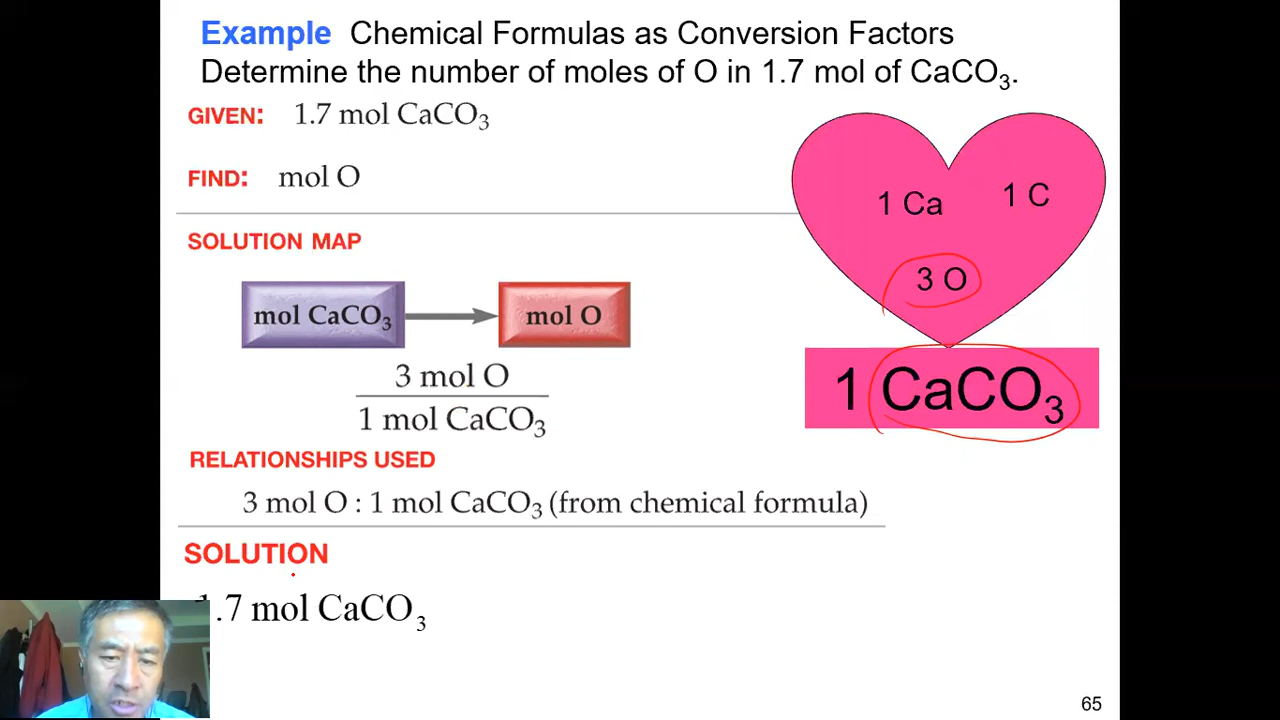 Example Chemical Formulas as Conversion Factors
Determine the number of moles of O in 1.7 mol of CaCO₃.
GIVEN: 1.7 mol CaCO₃
FIND: mol O
SOLUTION MAP
mol CaCO₃
mol O
3 mol O
1 mol CaCO₃
RELATIONSHIPS USED
3 mol O : 1 mol CaCO₃ (from chemical formula)
SOLUTION
1.7 mol CaCO₃
1 Ca
1 C
3 O
1 CaCO₃
65